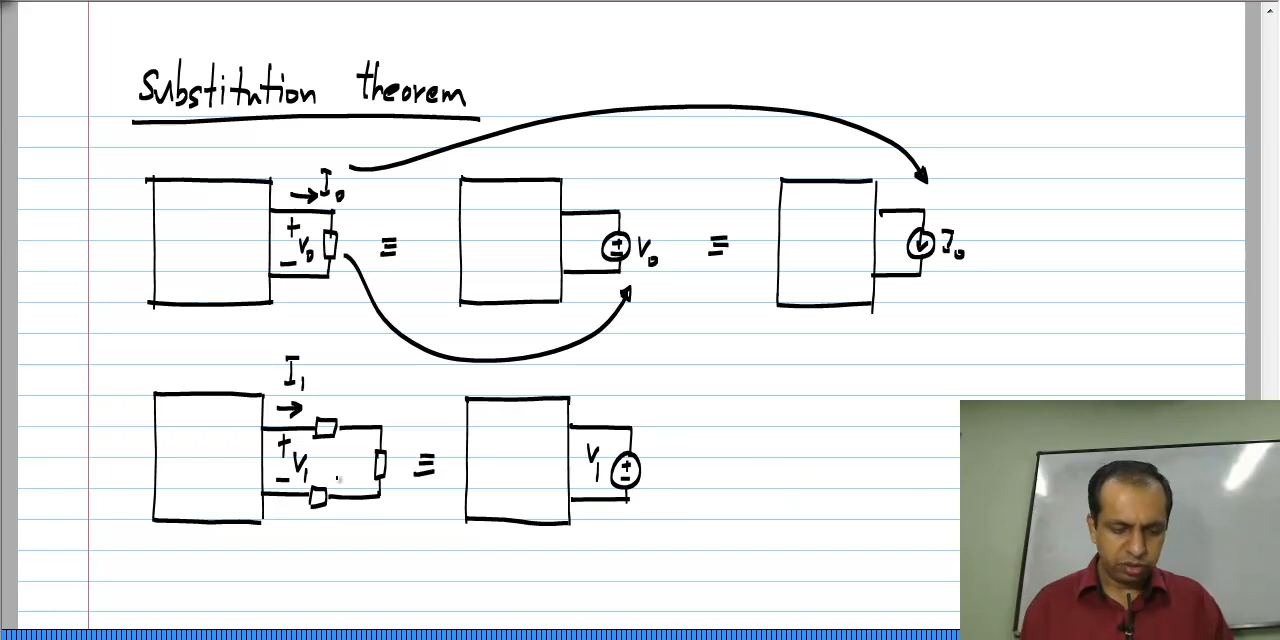 Substitution theorem
I₀
+
V₀
−
≡
±
V₀
≡
I₀
I₁
+
V₁
−
≡
V₁
±